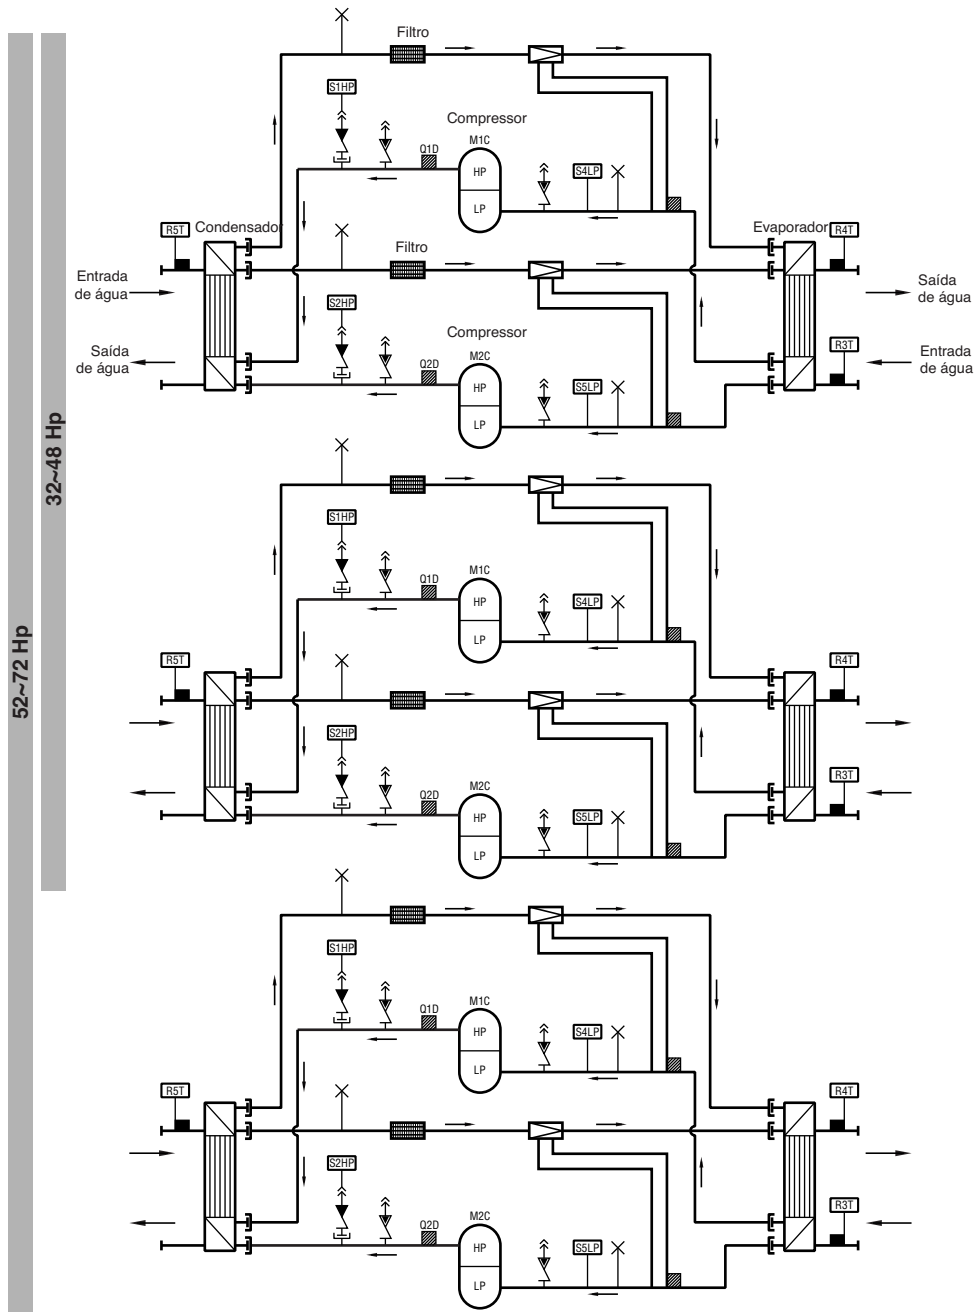 Filtro
S1HP
Compressor
Q1D
M1C
HP
LP
S4LP
R5T
Condensador
Evaporador
R4T
Filtro
Entrada
de água
Saída
de água
S2HP
Compressor
Saída
de água
Q2D
M2C
HP
LP
S5LP
R3T
Entrada
de água
32~48 Hp
52~72 Hp
S1HP
Q1D
M1C
HP
LP
S4LP
R5T
R4T
S2HP
Q2D
M2C
HP
LP
S5LP
R3T
S1HP
Q1D
M1C
HP
LP
S4LP
R5T
R4T
S2HP
Q2D
M2C
HP
LP
S5LP
R3T